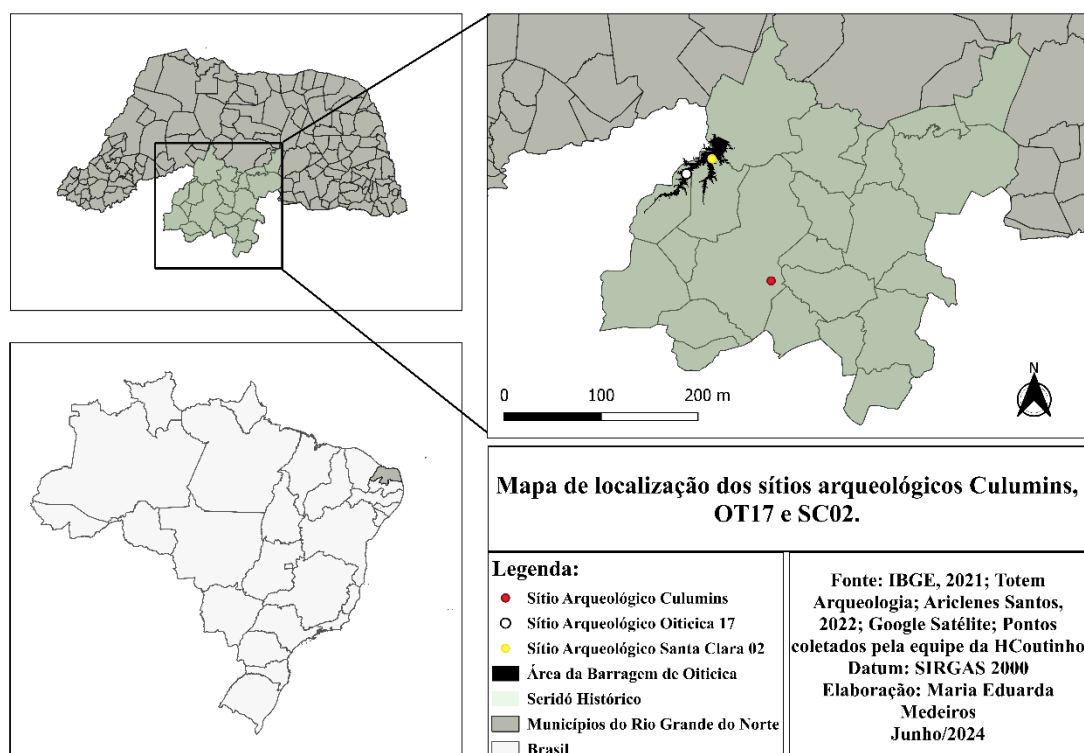 N
0 100 200 m
Mapa de localização dos sítios arqueológicos Culumins,
OT17 e SC02.
Legenda:
Sítio Arqueológico Culumins
Sítio Arqueológico Oiticica 17
Sítio Arqueológico Santa Clara 02
Área da Barragem de Oiticica
Seridó Histórico
Municípios do Rio Grande do Norte
Brasil
Fonte: IBGE, 2021; Totem
Arqueologia; Ariclenes Santos,
2022; Google Satélite; Pontos
coletados pela equipe da HCoutinho
Datum: SIRGAS 2000
Elaboração: Maria Eduarda
Medeiros
Junho/2024